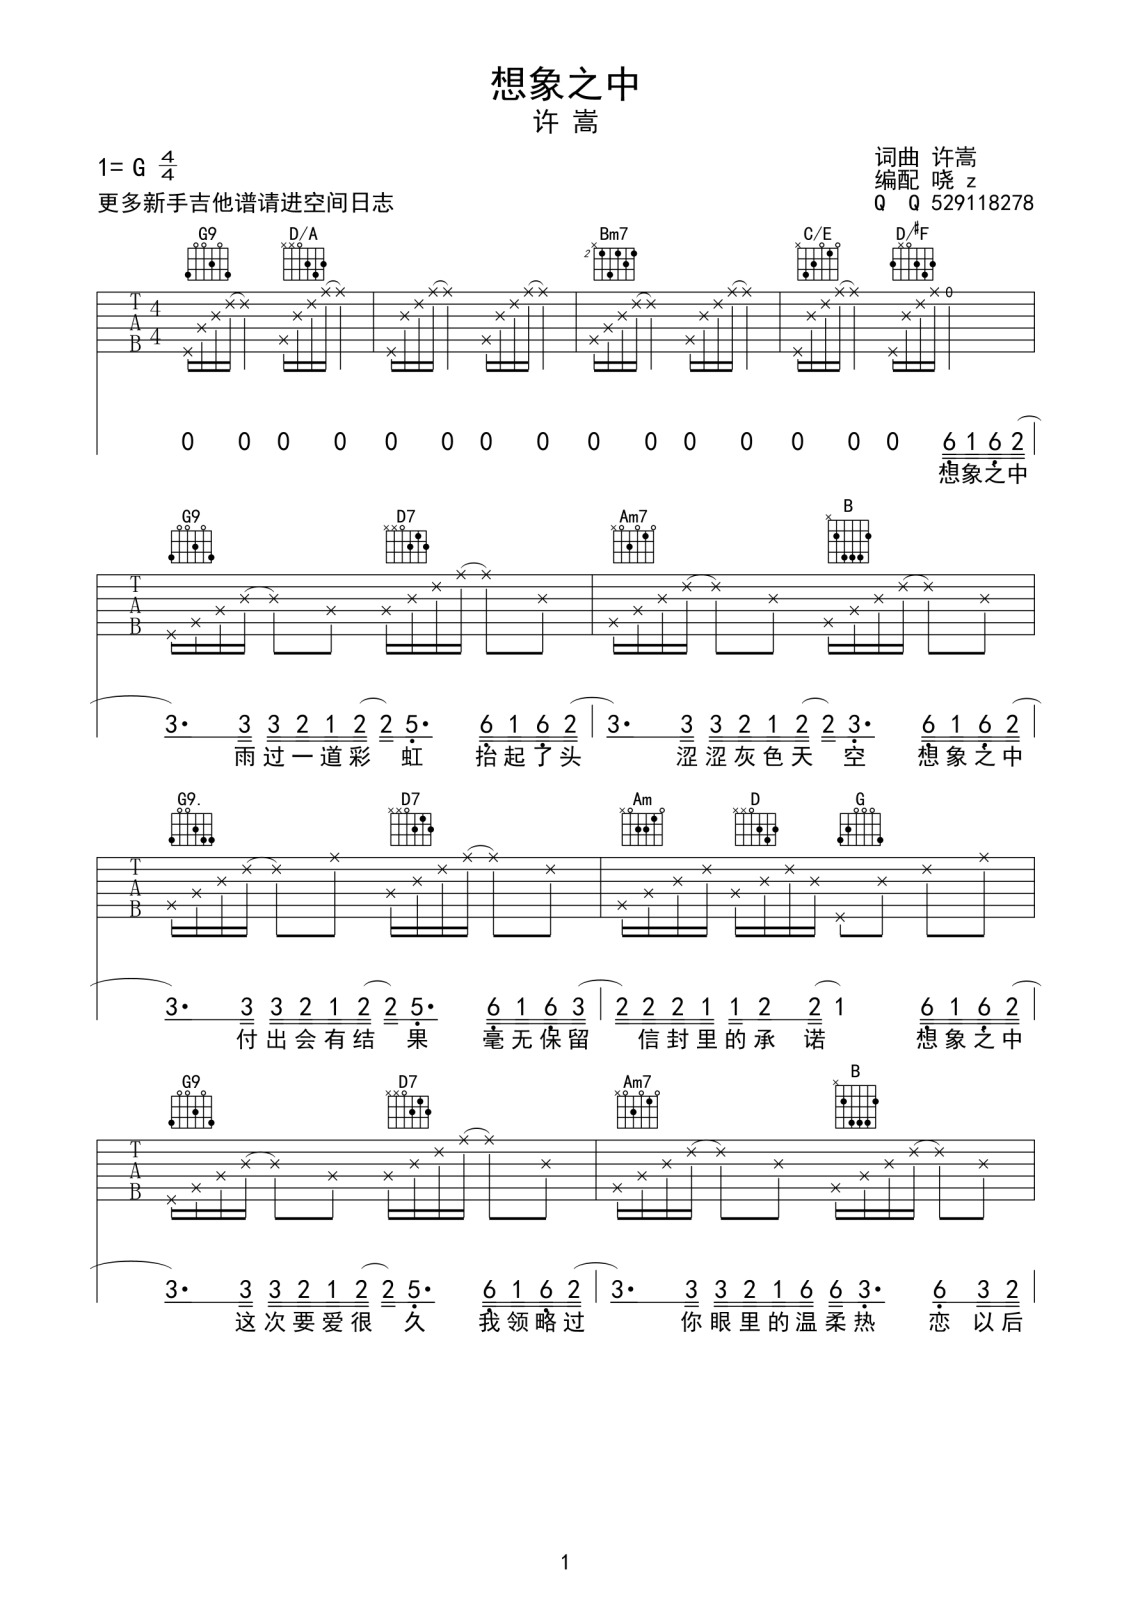 想象之中
许 嵩
1= G 4/4
词曲 许嵩
编配 晓 z
更多新手吉他谱请进空间日志
Q Q 529118278
G9 D/A Bm7 C/E D/#F
2
T A B 4/4 0
0 0 0 0 0 0 0 0 0 0 0 0 0 0 0 6 1 6 2
想象之中
G9 D7 Am7 B
T A B
3· 3 3 2 1 2 2 5· 6 1 6 2 3· 3 3 2 1 2 2 3· 6 1 6 2
雨过一道彩 虹 抬起了头 涩涩灰色天 空 想象之中
G9. D7 Am D G
T A B
3· 3 3 2 1 2 2 5· 6 1 6 3 2 2 2 1 1 2 2 1 6 1 6 2
付出会有结 果 毫无保留 信封里的承 诺 想象之中
G9 D7 Am7 B
T A B
3· 3 3 2 1 2 2 5· 6 1 6 2 3· 3 3 2 1 6 6 3· 6 3 2
这次要爱很 久 我领略过 你眼里的温柔热 恋 以后
1